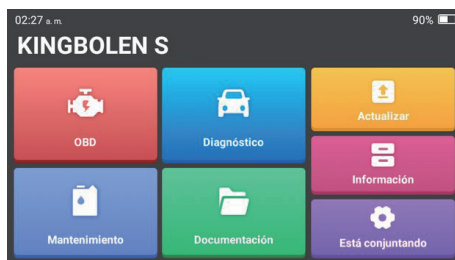 02:27 a. m.
90%
KINGBOLEN S
OBD
Diagnóstico
Actualizar
Información
Mantenimiento
Documentación
Está conjuntando